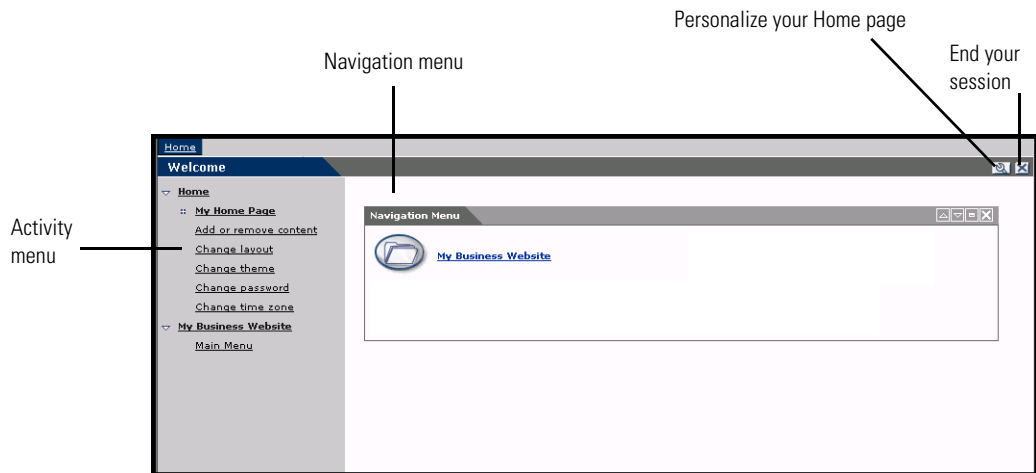 Personalize your Home page
End your
session
Navigation menu
Home
Welcome
Home
My Home Page
Add or remove content
Change layout
Change theme
Change password
Change time zone
My Business Website
Main Menu
Activity
menu
Navigation Menu
My Business Website